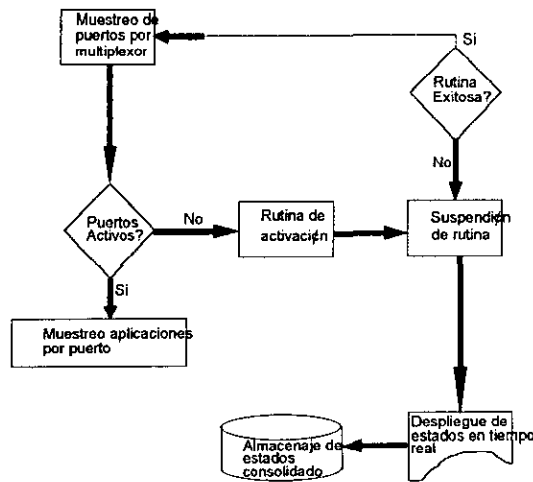 Muestreo de
puertos por
multiplexor
Si
Rutina
Exitosa?
No
Puertos
Activos?
No
Rutina de
activación
Suspendión
de rutina
Si
Muestreo aplicaciones
por puerto
Despliegue de
estados en tiempo
real
Almacenaje de
estados
consolidado